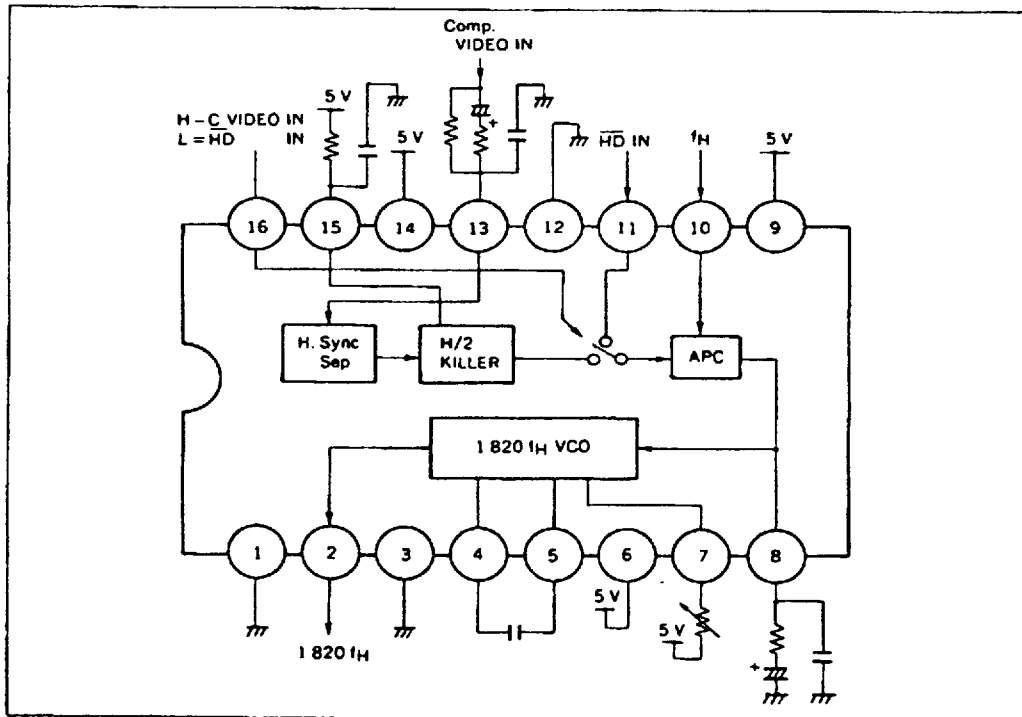 Comp.
VIDEO IN
H-C VIDEO IN
L = H̅D̅ IN
5 V
5 V
H̅D̅ IN
fH
5 V
16
15
14
13
12
11
10
9
H. Sync
Sep
H/2
KILLER
APC
1 820 fH VCO
1
2
3
4
5
6
7
8
+
1 820 fH
5 V
5 V
+